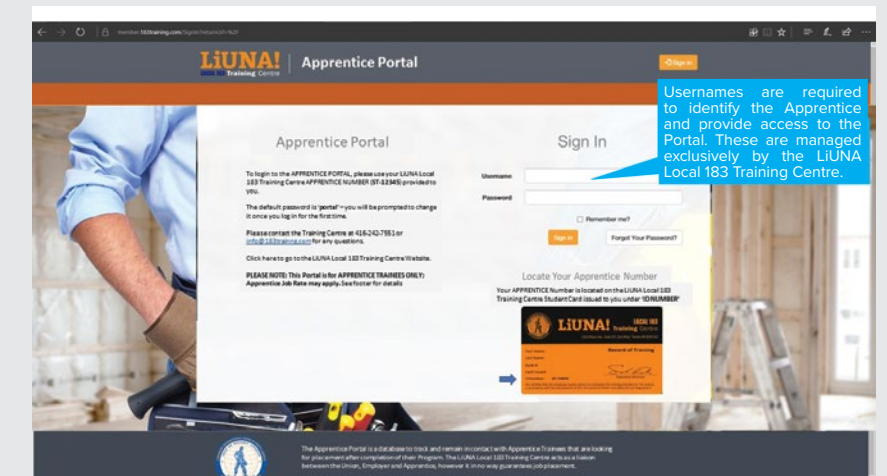 member.183training.com/SignIn?returnUrl=%2F
LiUNA!
LOCAL 183
Training Centre
Apprentice Portal
Sign in
Usernames are required
to identify the Apprentice
and provide access to the
Portal. These are managed
exclusively by the LiUNA
Local 183 Training Centre.
Apprentice Portal
To login to the APPRENTICE PORTAL, please use your LiUNA Local
183 Training Centre APPRENTICE NUMBER (ST-12345) provided to
you.
The default password is 'portal' – you will be prompted to change
it once you log in for the first time.
Please contact the Training Centre at 416-242-7551 or
info@183training.com for any questions.
Click here to go to the LiUNA Local 183 Training Centre Website.
PLEASE NOTE: This Portal is for APPRENTICE TRAINEES ONLY;
Apprentice Job Rate may apply. See footer for details
Sign In
Username
Password
Remember me?
Sign in
Forgot Your Password?
Locate Your Apprentice Number
Your APPRENTICE Number is located on the LiUNA Local 183
Training Centre Student Card issued to you under 'ID NUMBER'
LiUNA!
LOCAL 183
Training Centre
Record of Training
The Apprentice Portal is a database to track and remain in contact with Apprentice Trainees that are looking
for placement after completion of their Program. The LiUNA Local 183 Training Centre acts as a liaison
between the Union, Employer and Apprentice, however it in no way guarantees job placement.